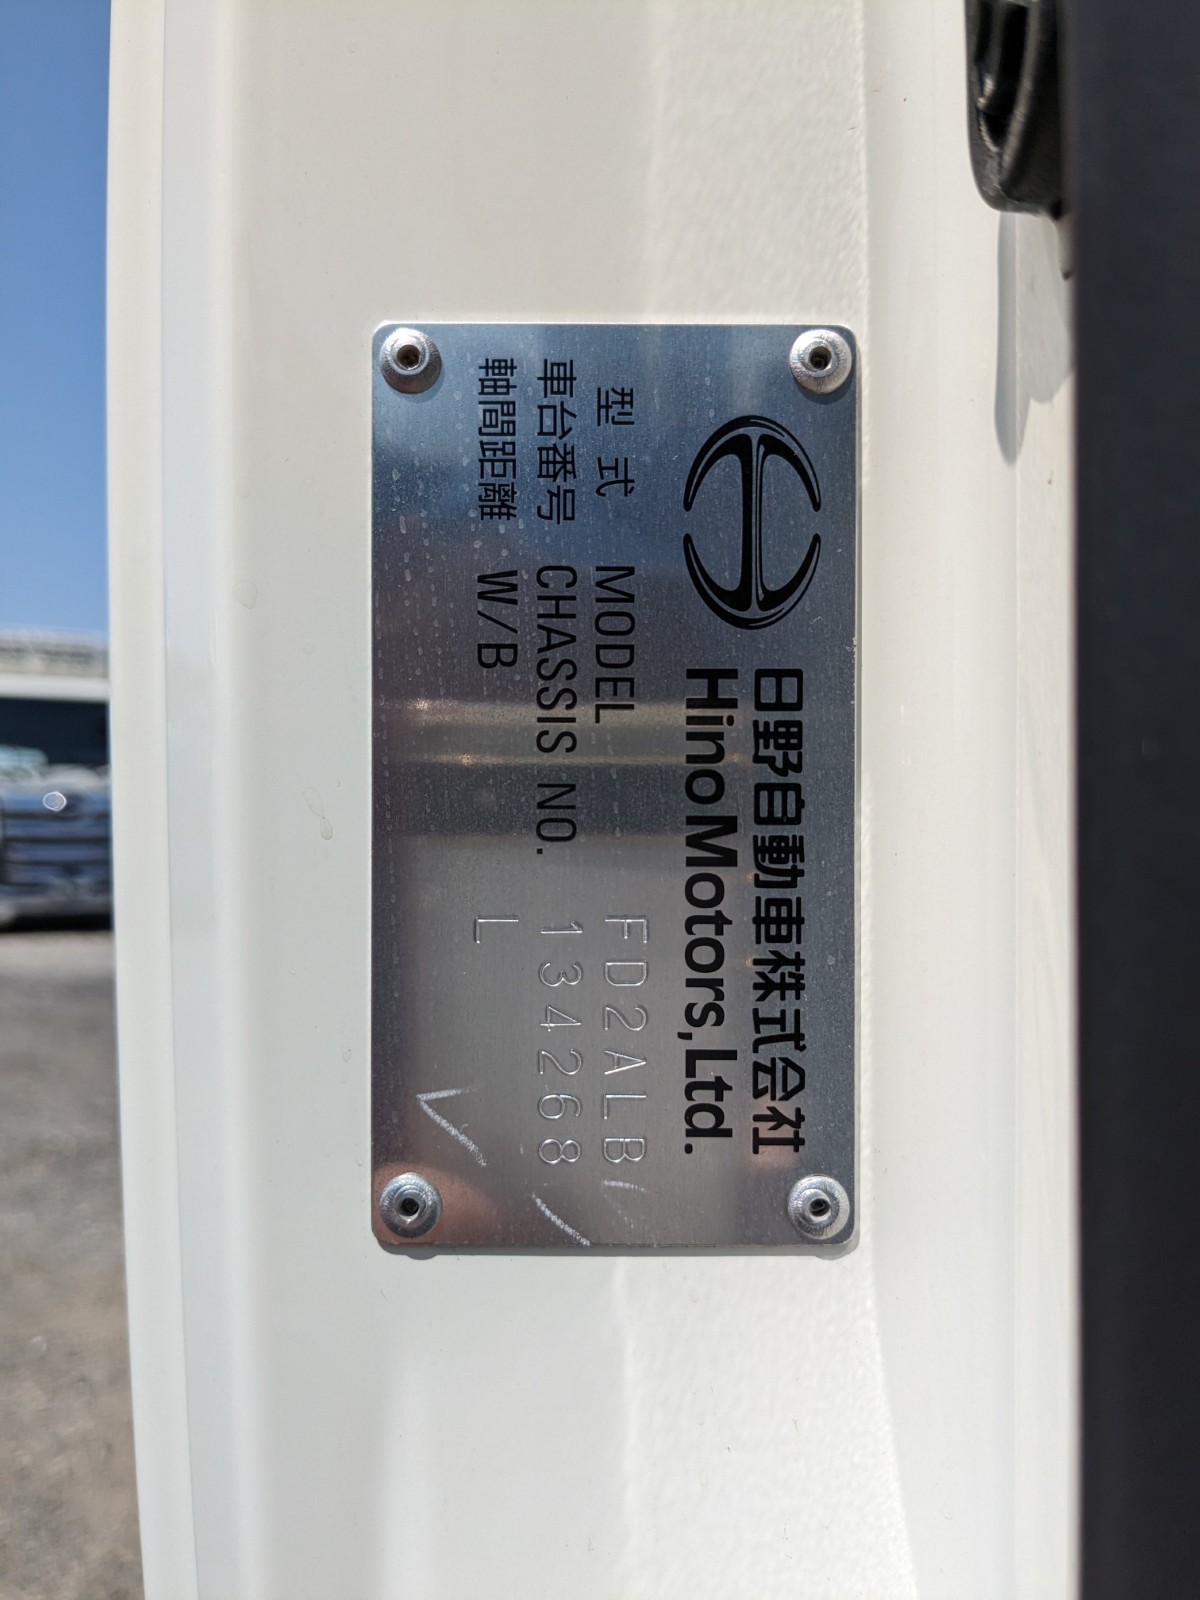 日野自動車株式会社
Hino Motors,Ltd.
型式 MODEL FD2ALB
車台番号 CHASSIS NO. 134268
軸間距離 W/B L